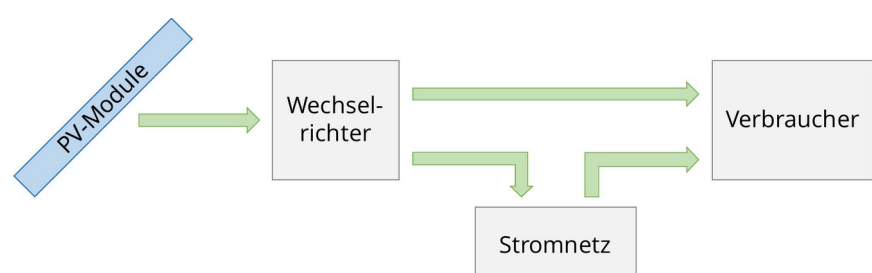 PV-Module
Wechsel-
richter
Verbraucher
Stromnetz